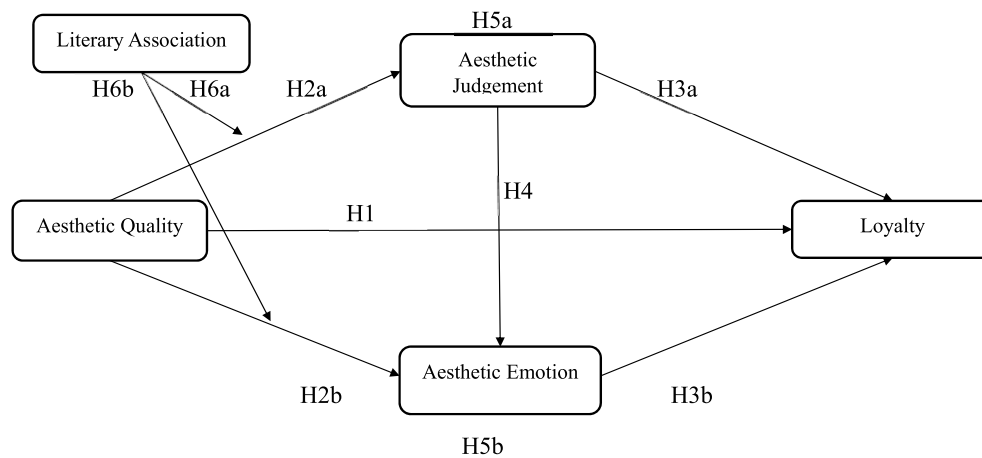 H5a
Literary Association
Aesthetic
Judgement
H6b
H6a
H2a
H3a
H4
Aesthetic Quality
H1
Loyalty
Aesthetic Emotion
H2b
H3b
H5b